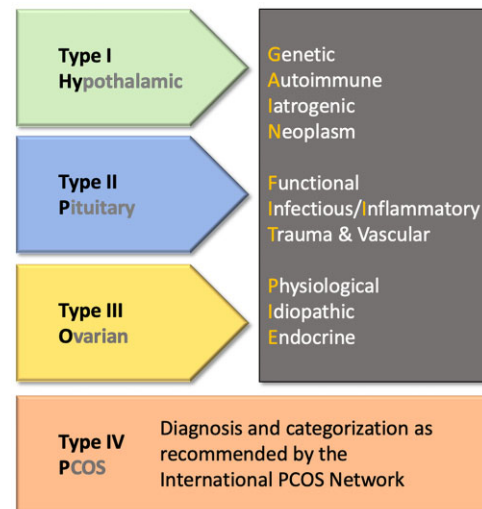 Type I
Hypothalamic
Genetic
Autoimmune
Iatrogenic
Neoplasm
Type II
Pituitary
Functional
Infectious/Inflammatory
Trauma & Vascular
Type III
Ovarian
Physiological
Idiopathic
Endocrine
Type IV
PCOS
Diagnosis and categorization as
recommended by the
International PCOS Network